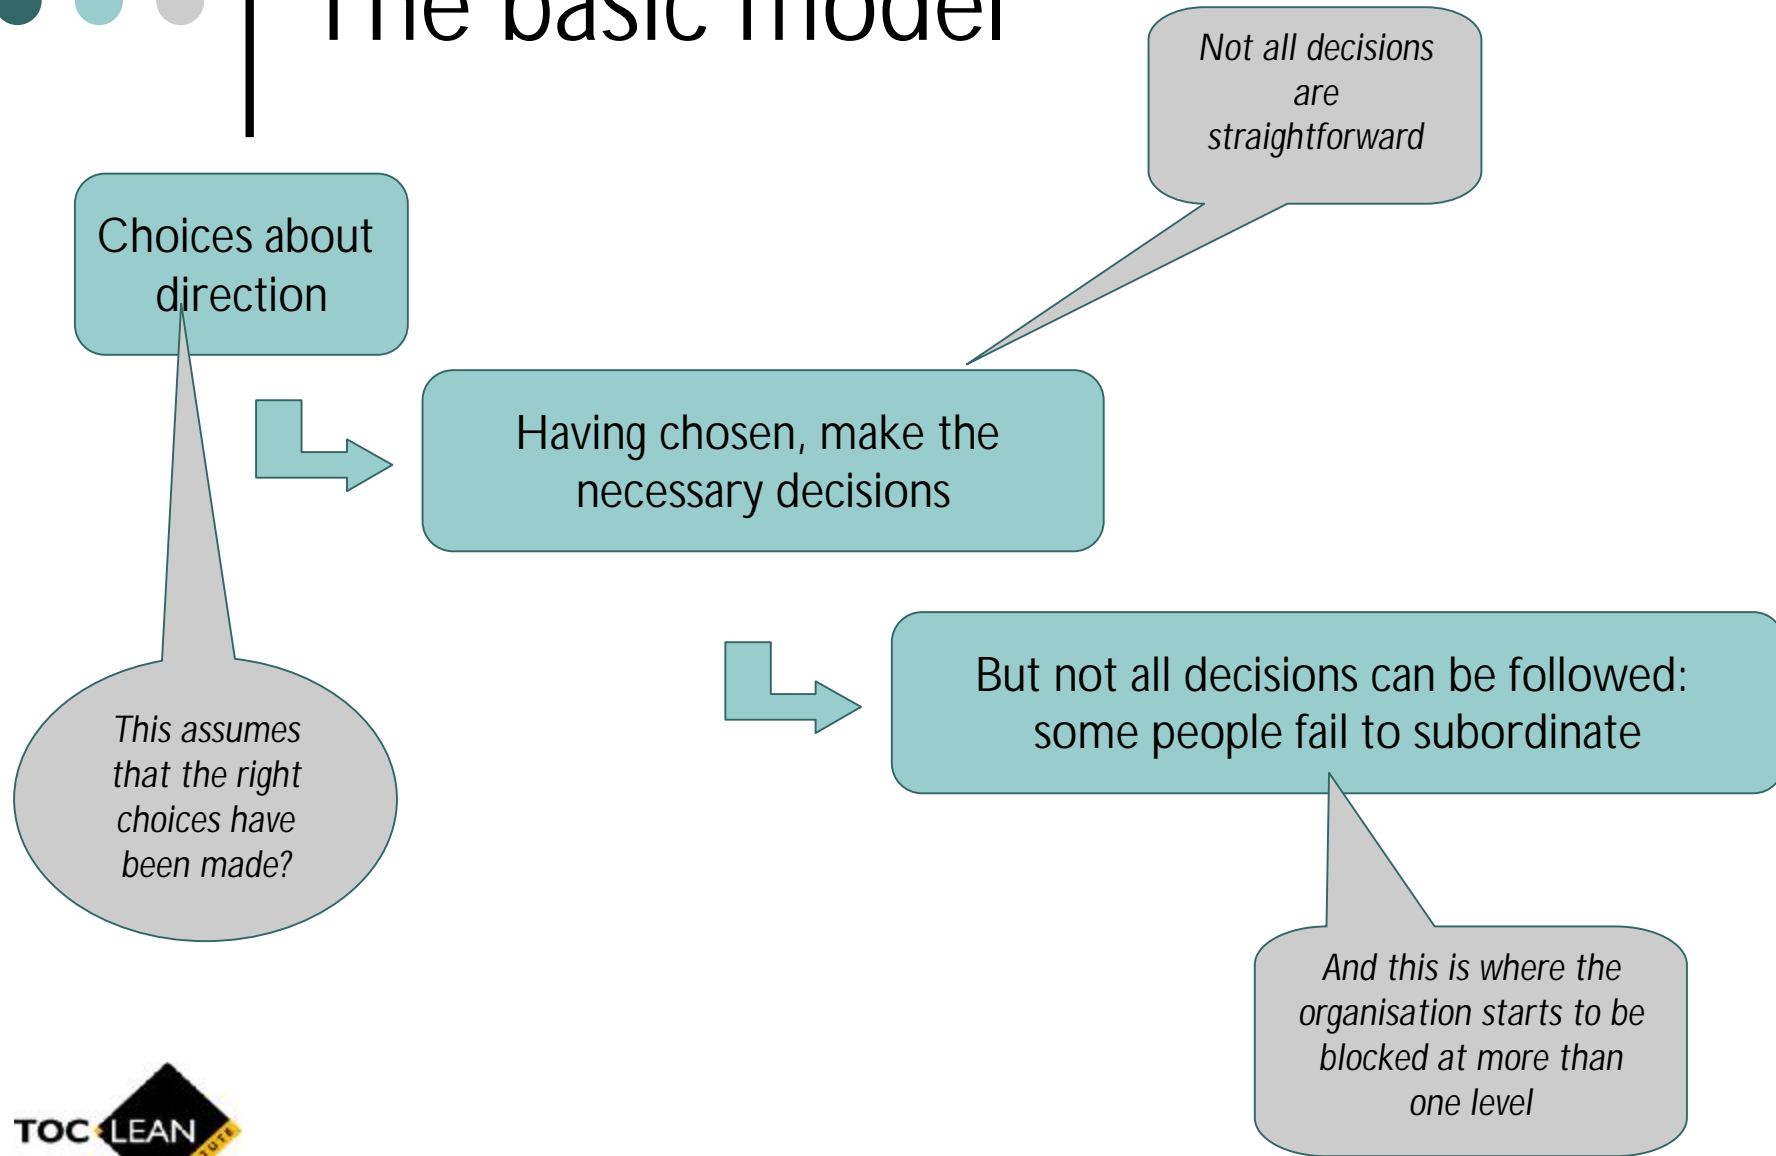 The basic model
Not all decisions
are
straightforward
Choices about
direction
Having chosen, make the
necessary decisions
But not all decisions can be followed:
some people fail to subordinate
This assumes
that the right
choices have
been made?
And this is where the
organisation starts to be
blocked at more than
one level
TOC LEAN